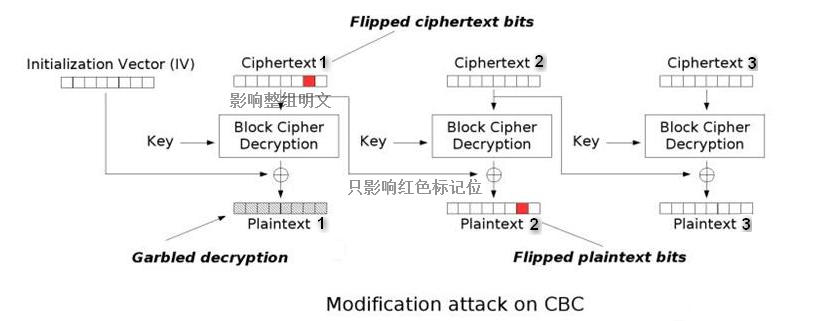 Flipped ciphertext bits
Initialization Vector (IV)
Ciphertext 1
Ciphertext 2
Ciphertext 3
影响整组明文
Key
Block Cipher
Decryption
Key
Block Cipher
Decryption
Key
Block Cipher
Decryption
只影响红色标记位
Plaintext 1
Plaintext 2
Plaintext 3
Garbled decryption
Flipped plaintext bits
Modification attack on CBC